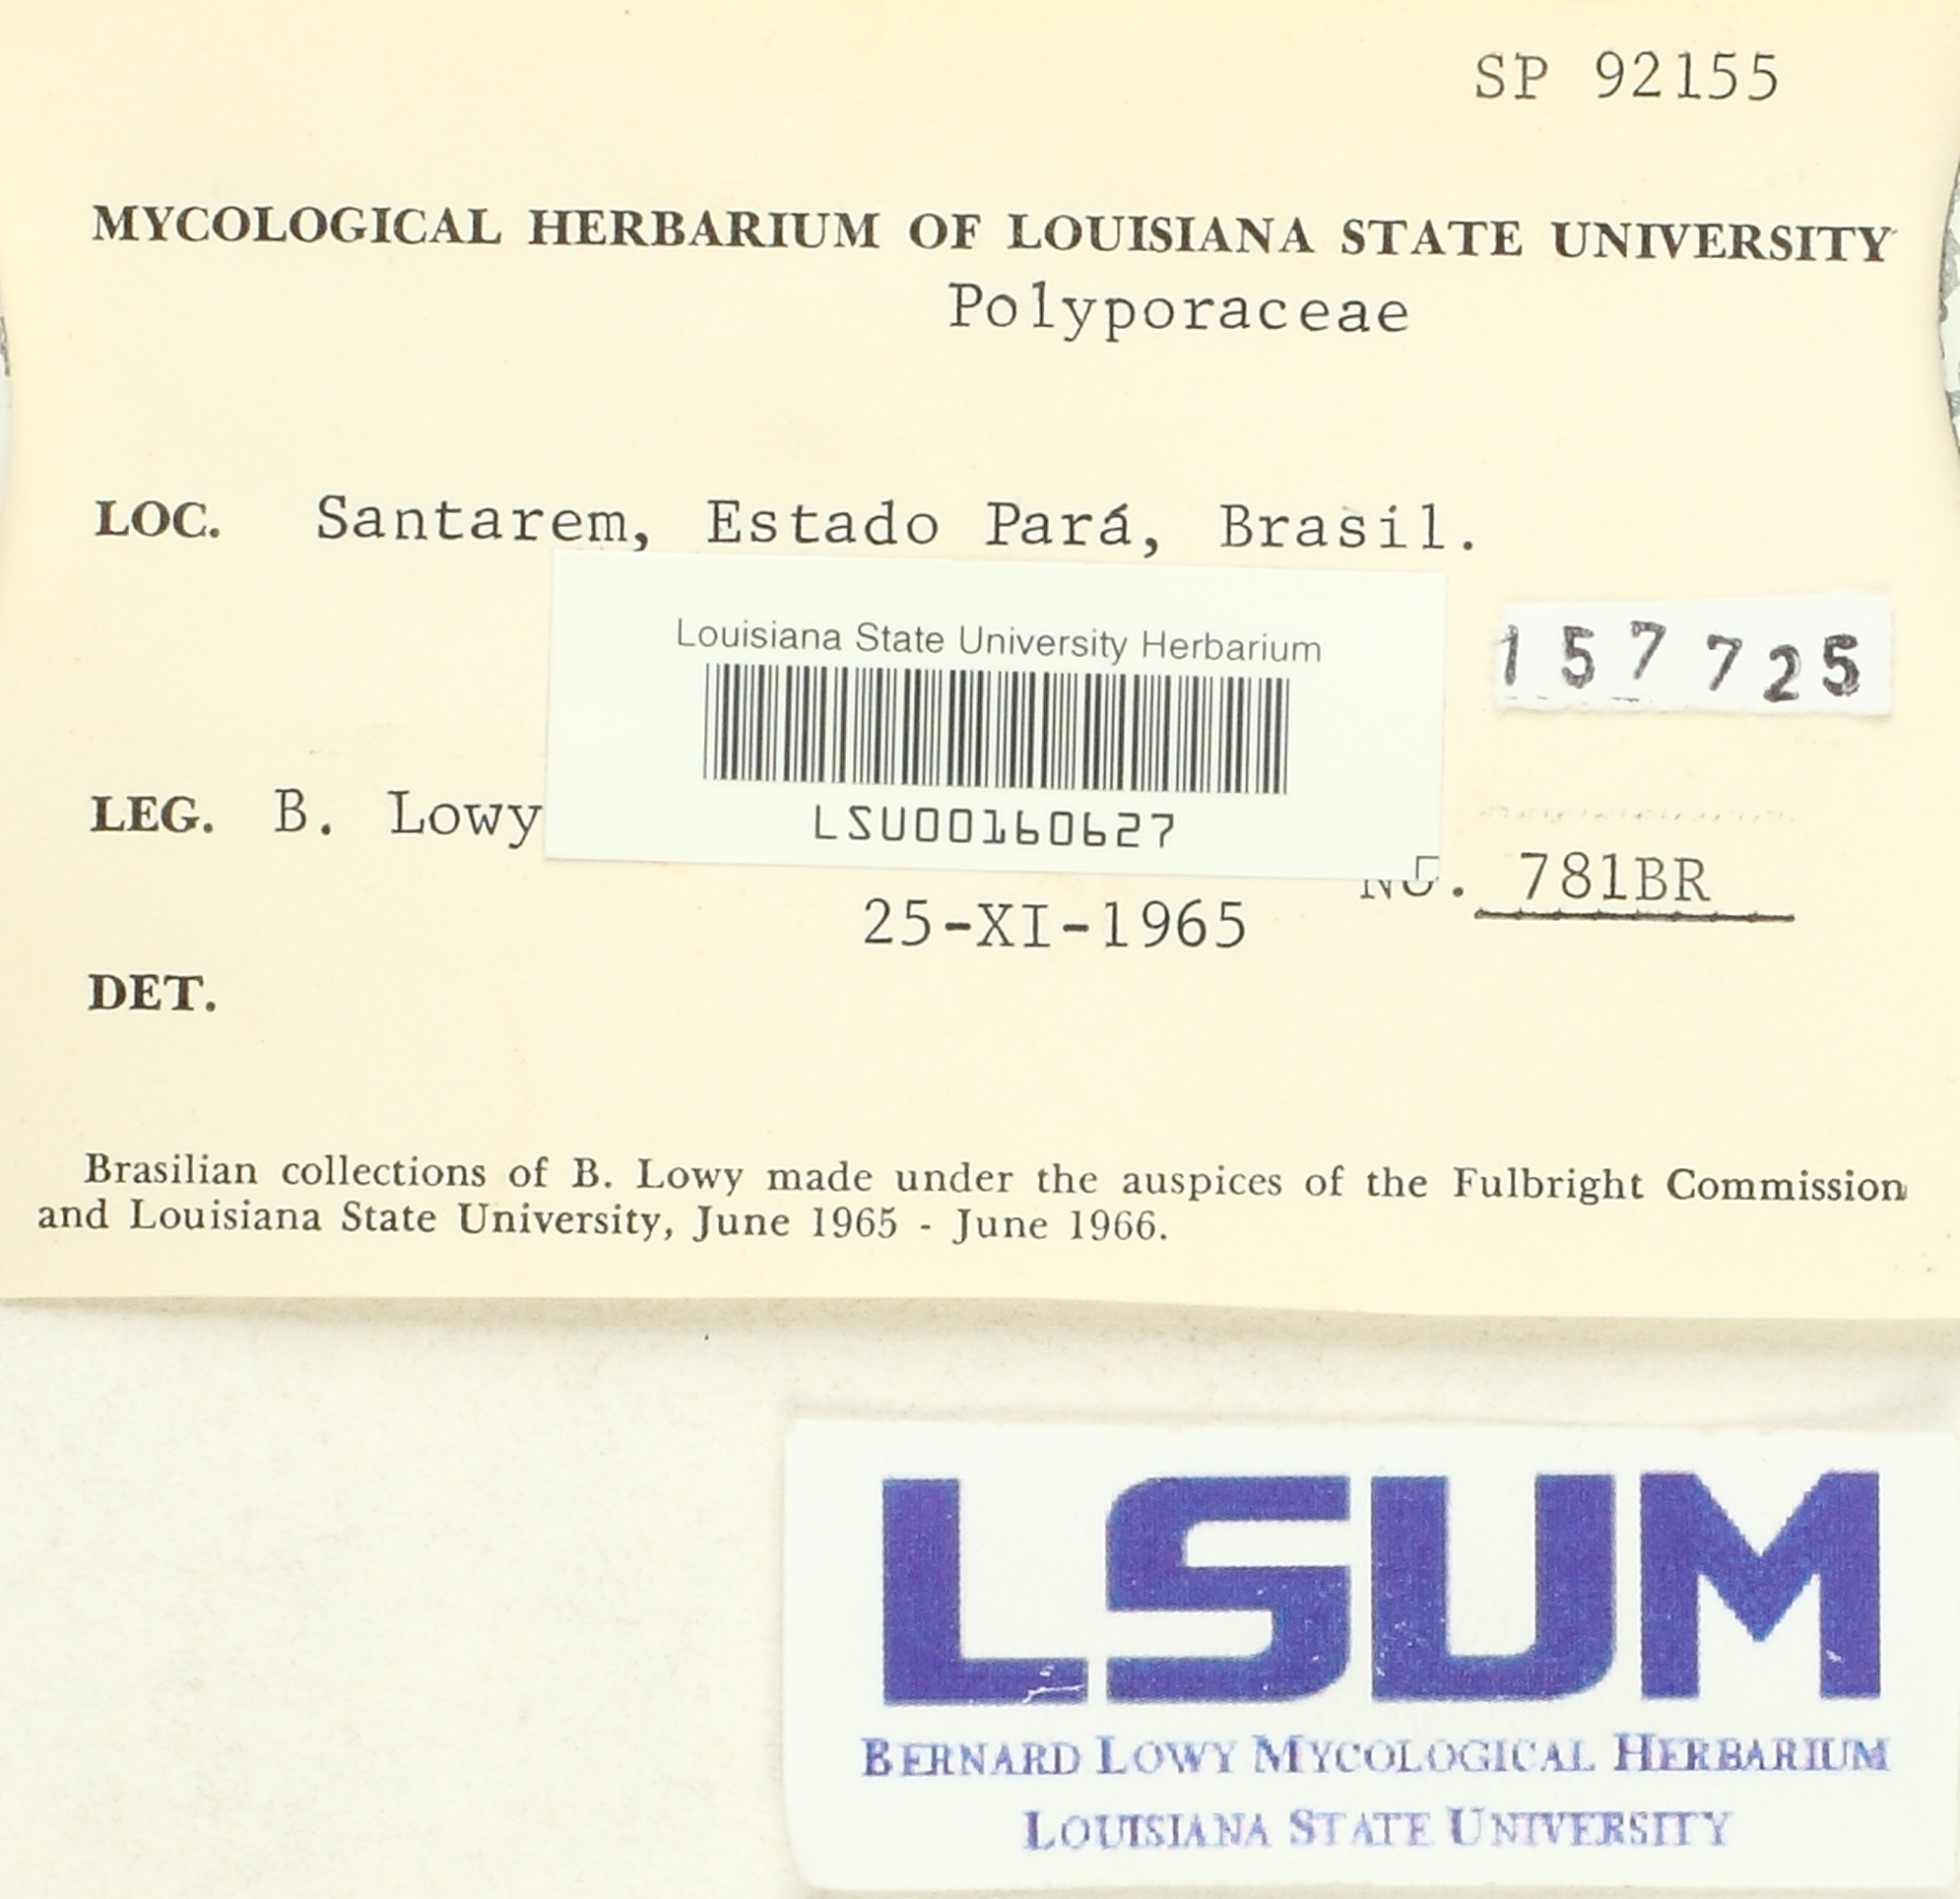 SP 92155
MYCOLOGICAL HERBARIUM OF LOUISIANA STATE UNIVERSITY
Polyporaceae
LOC. Santarem, Estado Pará, Brasil.
Louisiana State University Herbarium
157725
LSU00160627
LEG. B. Lowy
NO. 781BR
25-XI-1965
DET.
Brasilian collections of B. Lowy made under the auspices of the Fulbright Commission
and Louisiana State University, June 1965 - June 1966.
LSUM
BERNARD LOWY MYCOLOGICAL HERBARIUM
LOUISIANA STATE UNIVERSITY